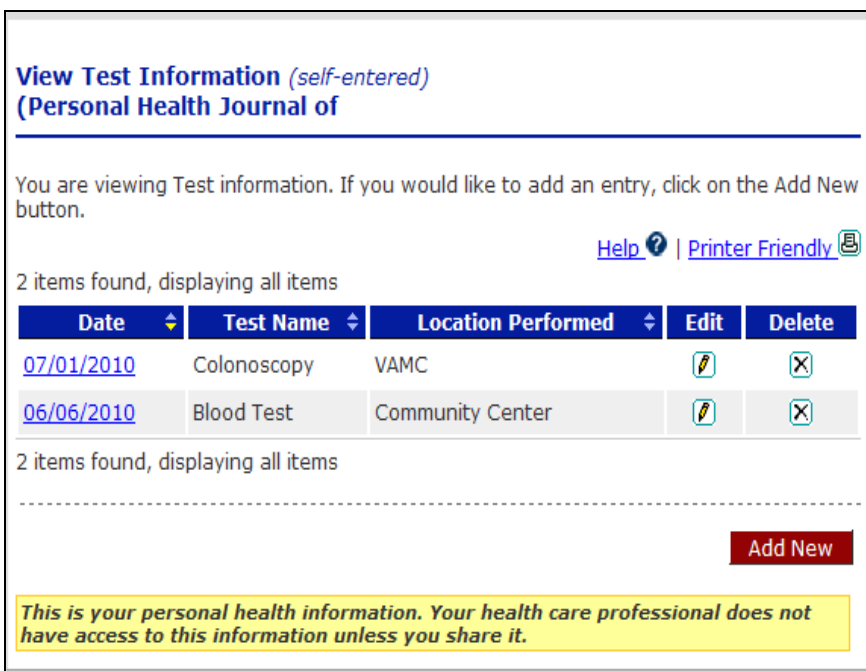 View Test Information (self-entered)
(Personal Health Journal of
You are viewing Test information. If you would like to add an entry, click on the Add New
button.
Help ? | Printer Friendly
2 items found, displaying all items
Date Test Name Location Performed Edit Delete
07/01/2010 Colonoscopy VAMC
06/06/2010 Blood Test Community Center
2 items found, displaying all items
Add New
This is your personal health information. Your health care professional does not
have access to this information unless you share it.